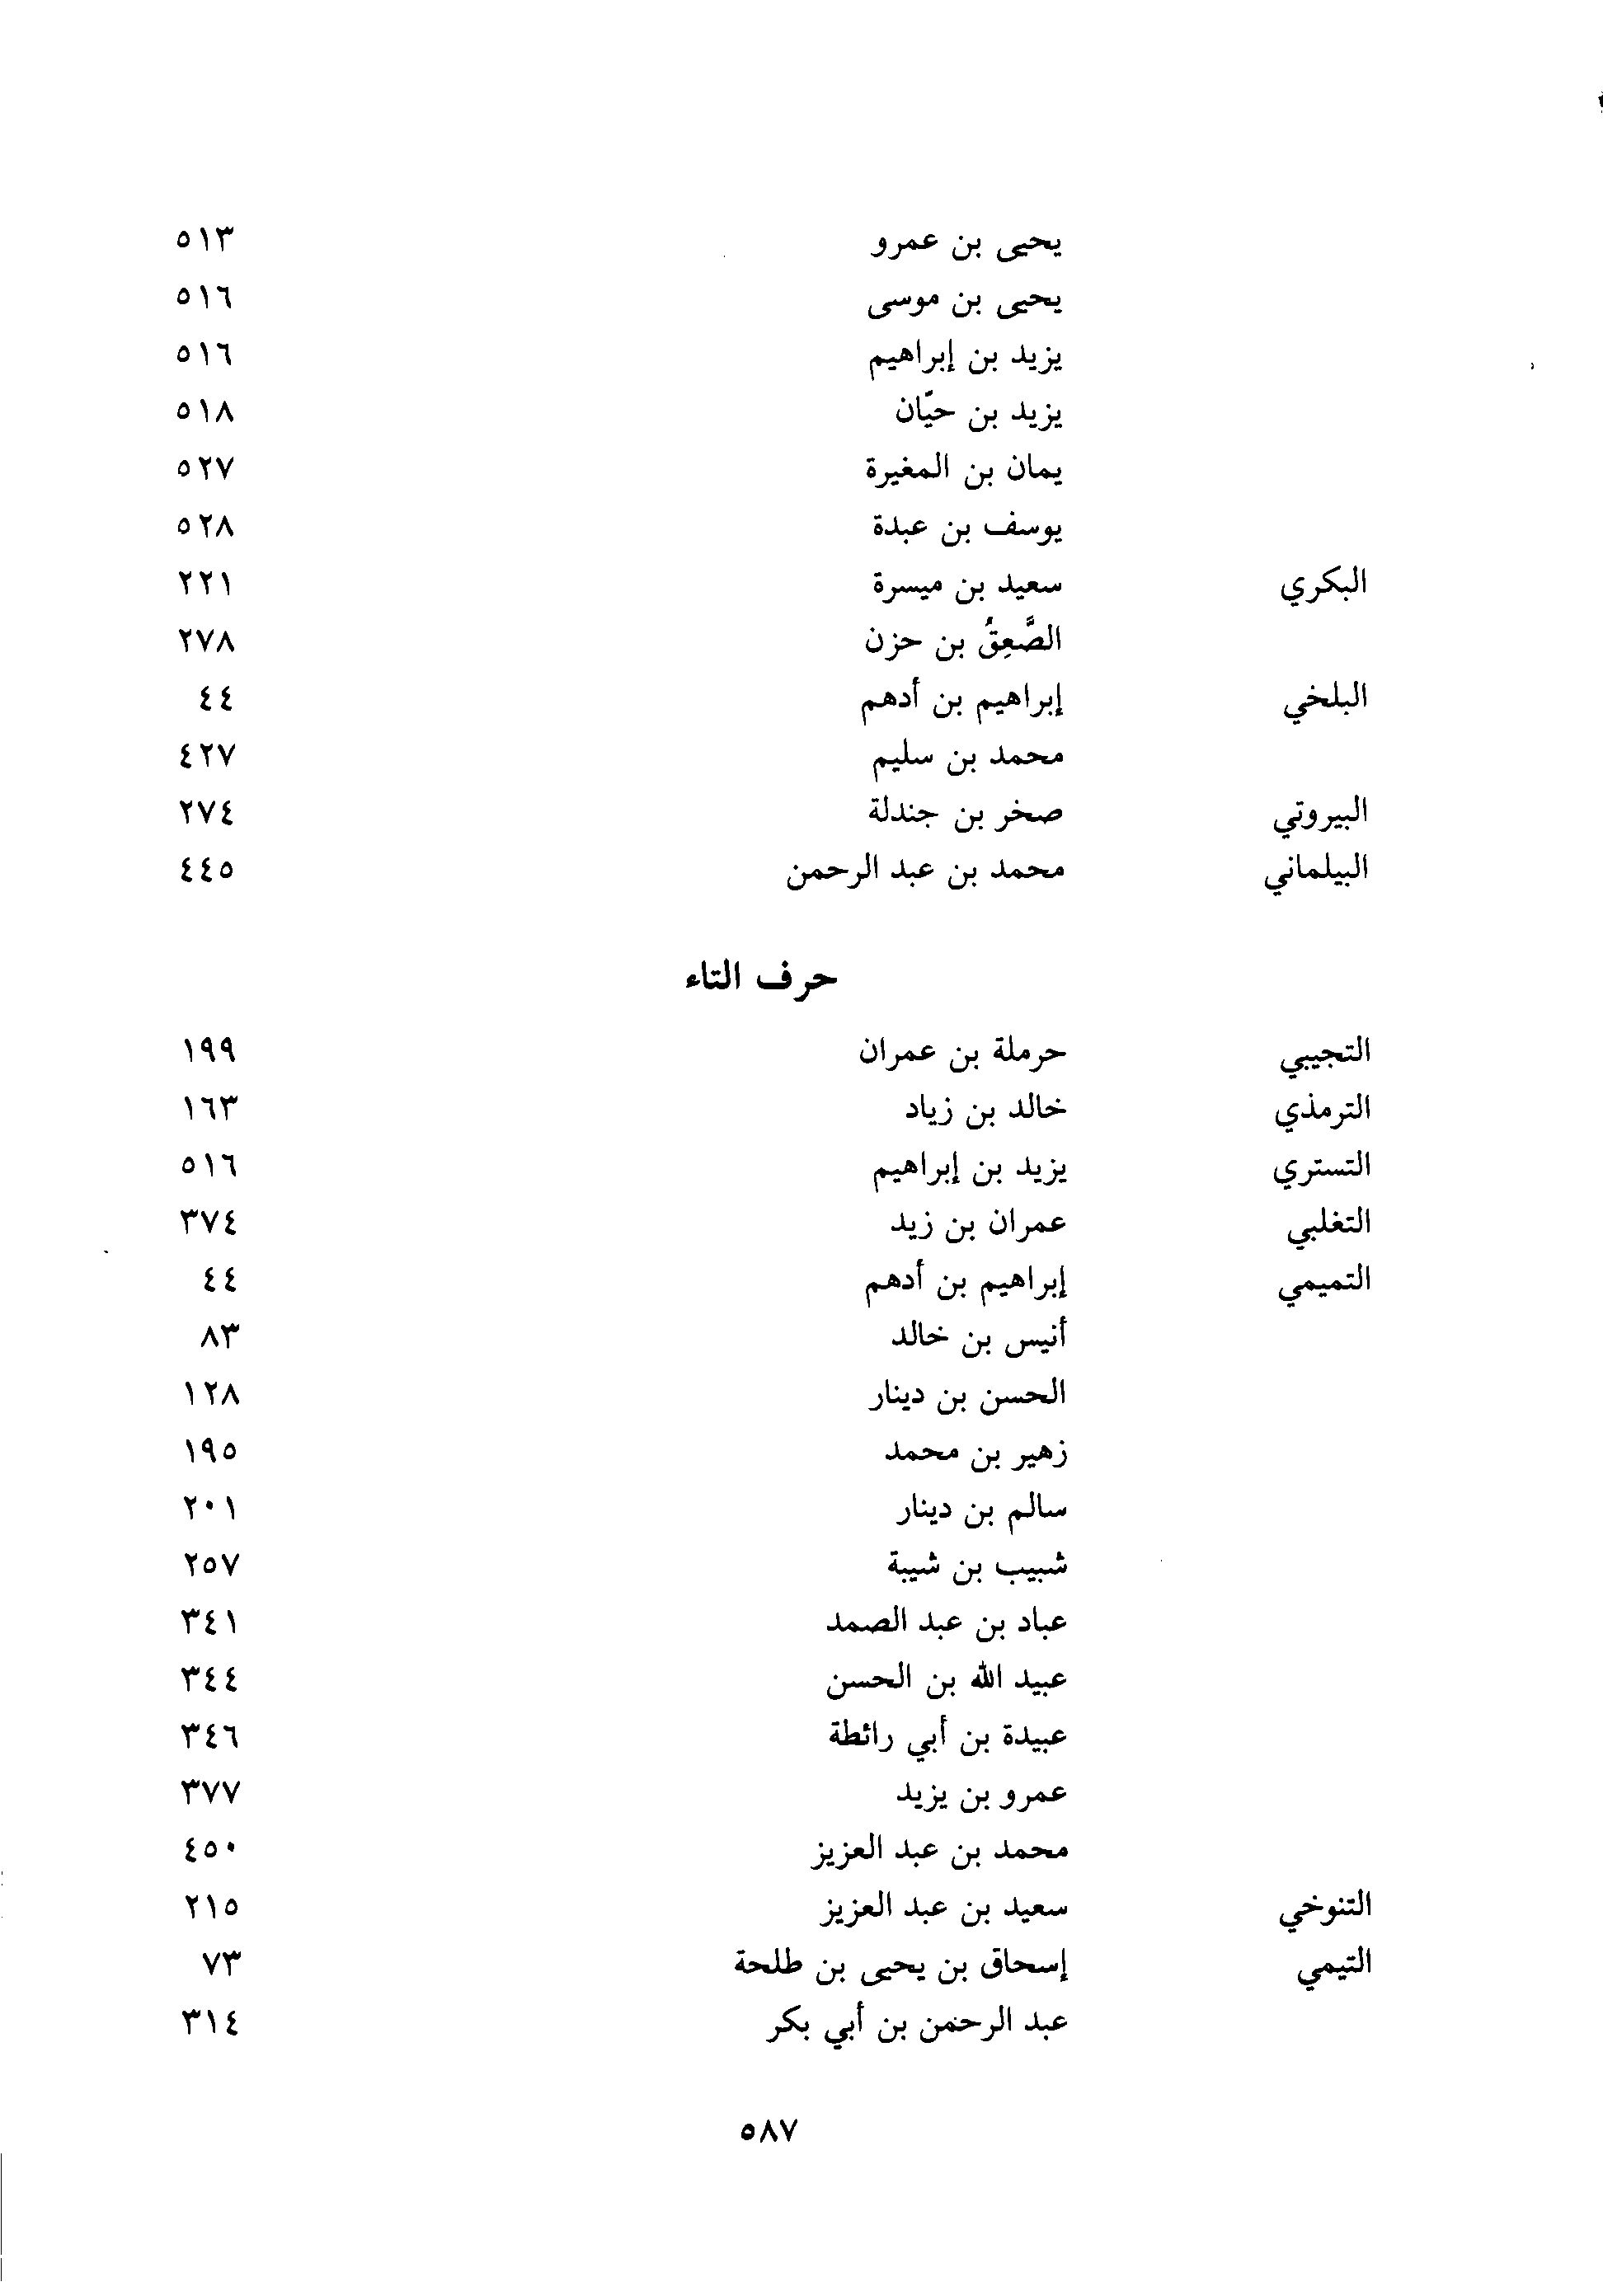 يحيى بن عمرو ٥١٣
يحيى بن موسى ٥١٦
يزيد بن إبراهيم ٥١٦
يزيد بن حيّان ٥١٨
يمان بن المغيرة ٥٢٧
يوسف بن عبدة ٥٢٨
البكري سعيد بن ميسرة ٢٢١
الصَّعِقُ بن حزن ٢٧٨
البلخي إبراهيم بن أدهم ٤٤
محمد بن سليم ٤٢٧
البيروتي صخر بن جندلة ٢٧٤
البيلماني محمد بن عبد الرحمن ٤٤٥
حرف التاء
التجيبي حرملة بن عمران ١٩٩
الترمذي خالد بن زياد ١٦٣
التستري يزيد بن إبراهيم ٥١٦
التغلبي عمران بن زيد ٣٧٤
التميمي إبراهيم بن أدهم ٤٤
أنيس بن خالد ٨٣
الحسن بن دينار ١٢٨
زهير بن محمد ١٩٥
سالم بن دينار ٢٠١
شبيب بن شيبة ٢٥٧
عباد بن عبد الصمد ٣٤١
عبيد الله بن الحسن ٣٤٤
عبيدة بن أبي رائطة ٣٤٦
عمرو بن يزيد ٣٧٧
محمد بن عبد العزيز ٤٥٠
التنوخي سعيد بن عبد العزيز ٢١٥
التيمي إسحاق بن يحيى بن طلحة ٧٣
عبد الرحمن بن أبي بكر ٣١٤
٥٨٧